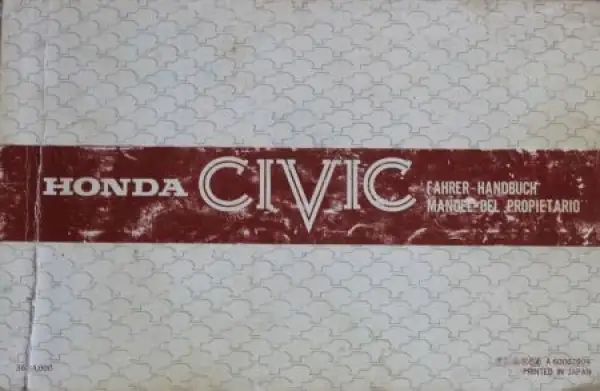 HONDA CIVIC
FAHRER-HANDBUCH
MANUEL DEL PROPIETARIO
PRINTED IN JAPAN